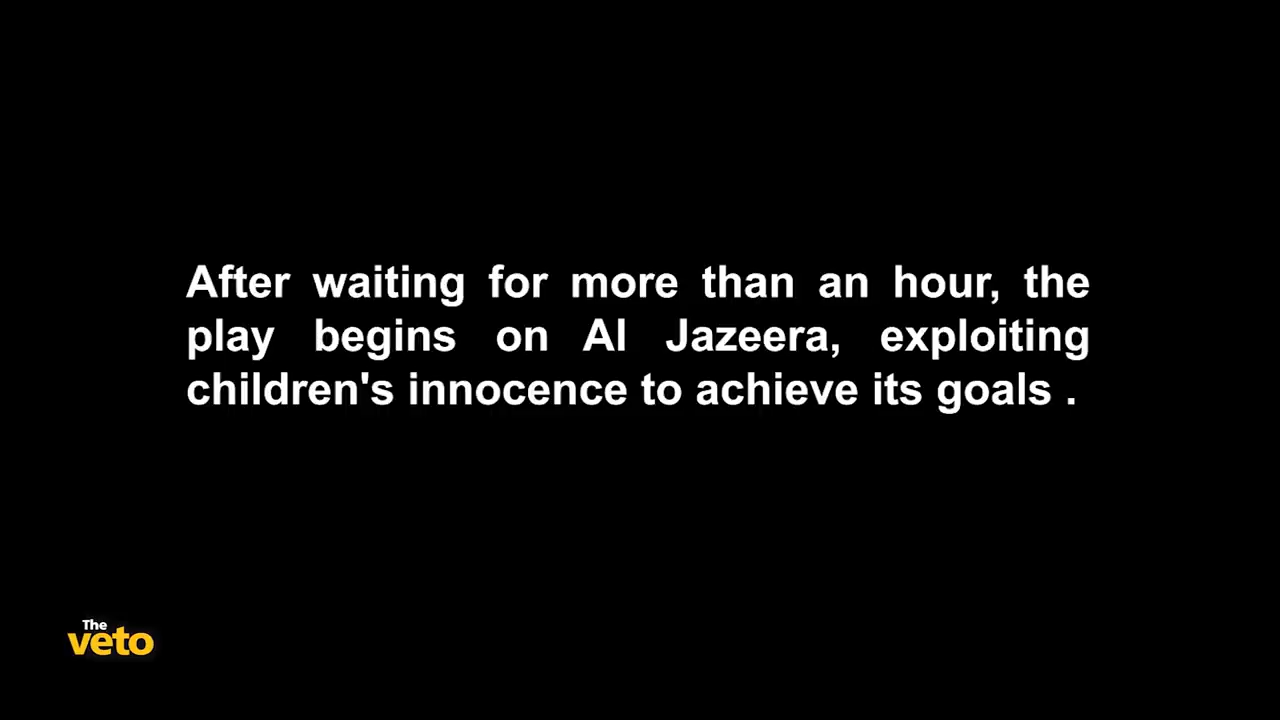 After waiting for more than an hour, the
play begins on Al Jazeera, exploiting
children's innocence to achieve its goals .
The
veto